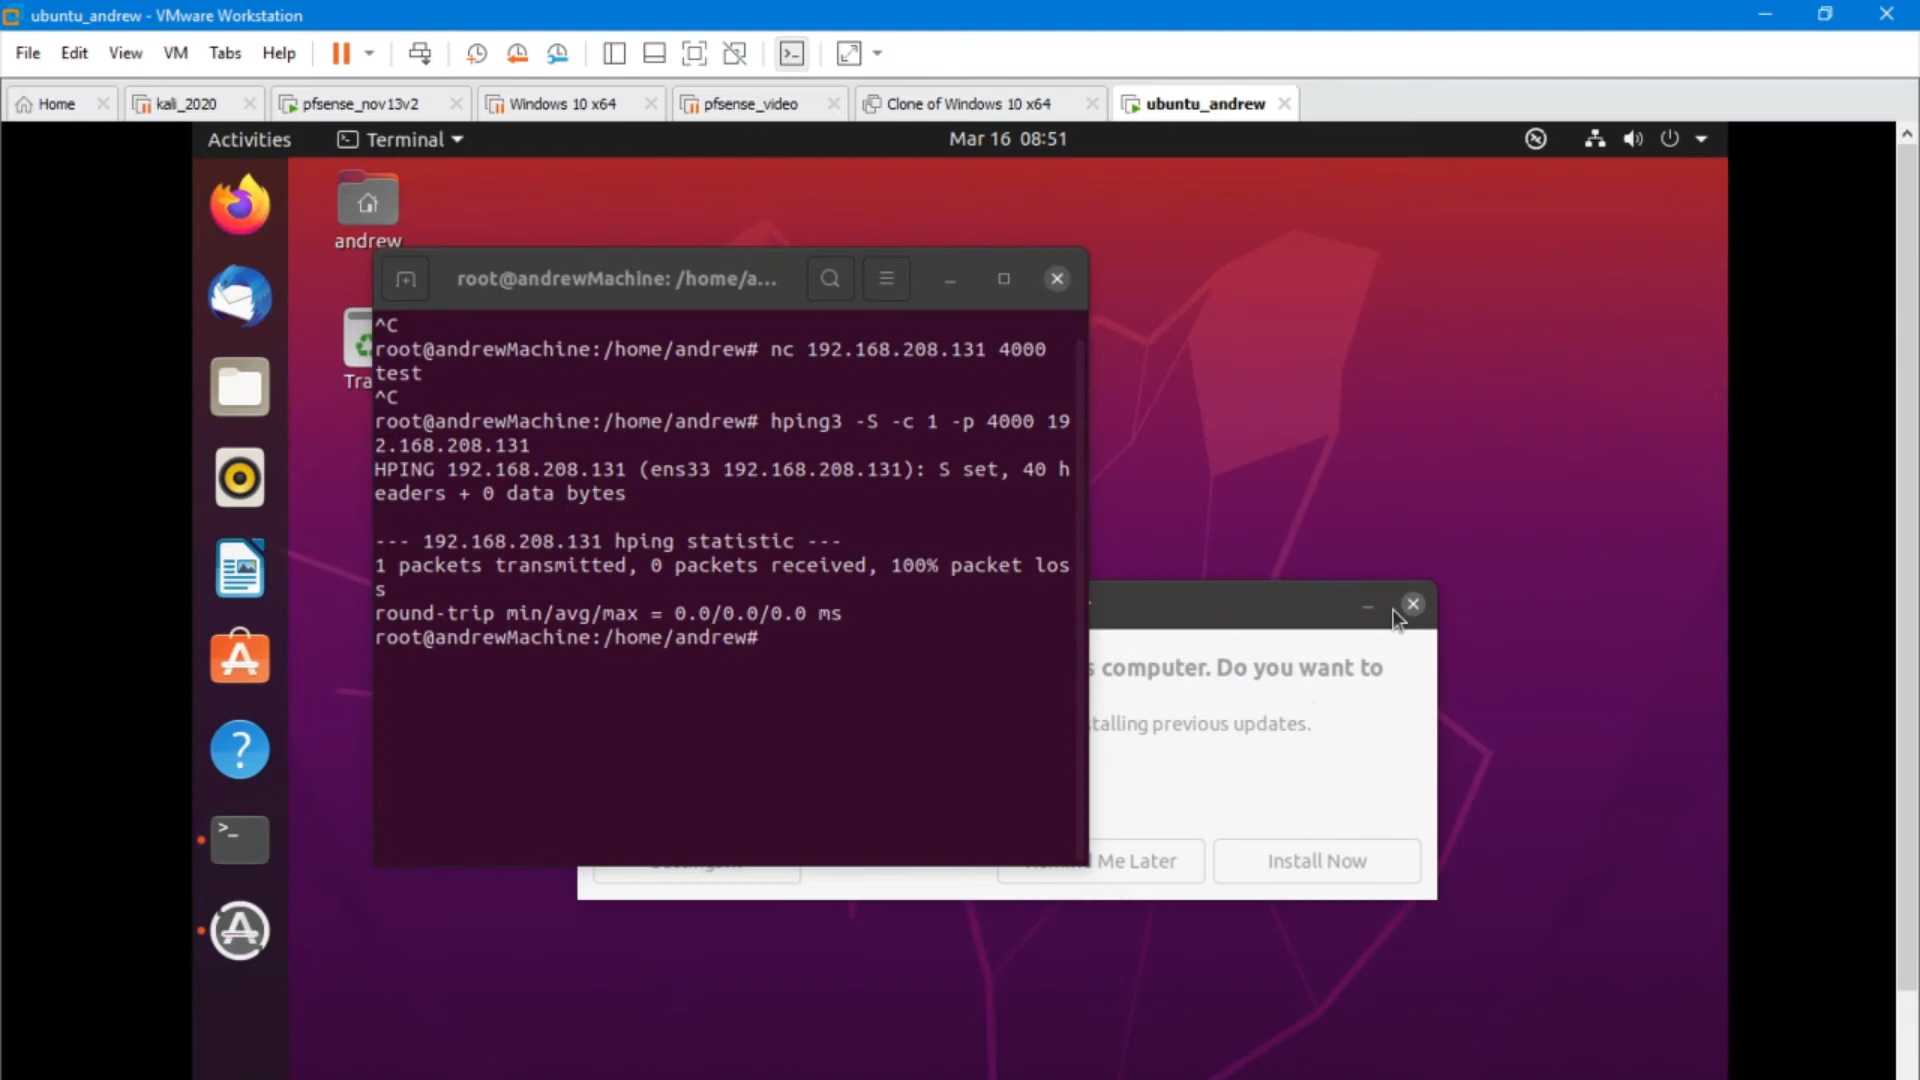 ubuntu_andrew - VMware Workstation
File Edit View VM Tabs Help
Home kali_2020 pfsense_nov13v2 Windows 10 x64 pfsense_video Clone of Windows 10 x64 ubuntu_andrew
Activities Terminal Mar 16 08:51
andrew
Tra
root@andrewMachine: /home/a...
^C
root@andrewMachine:/home/andrew# nc 192.168.208.131 4000
test
^C
root@andrewMachine:/home/andrew# hping3 -S -c 1 -p 4000 19
2.168.208.131
HPING 192.168.208.131 (ens33 192.168.208.131): S set, 40 h
eaders + 0 data bytes
--- 192.168.208.131 hping statistic ---
1 packets transmitted, 0 packets received, 100% packet los
s
round-trip min/avg/max = 0.0/0.0/0.0 ms
root@andrewMachine:/home/andrew#
s computer. Do you want to
talling previous updates.
Me Later Install Now